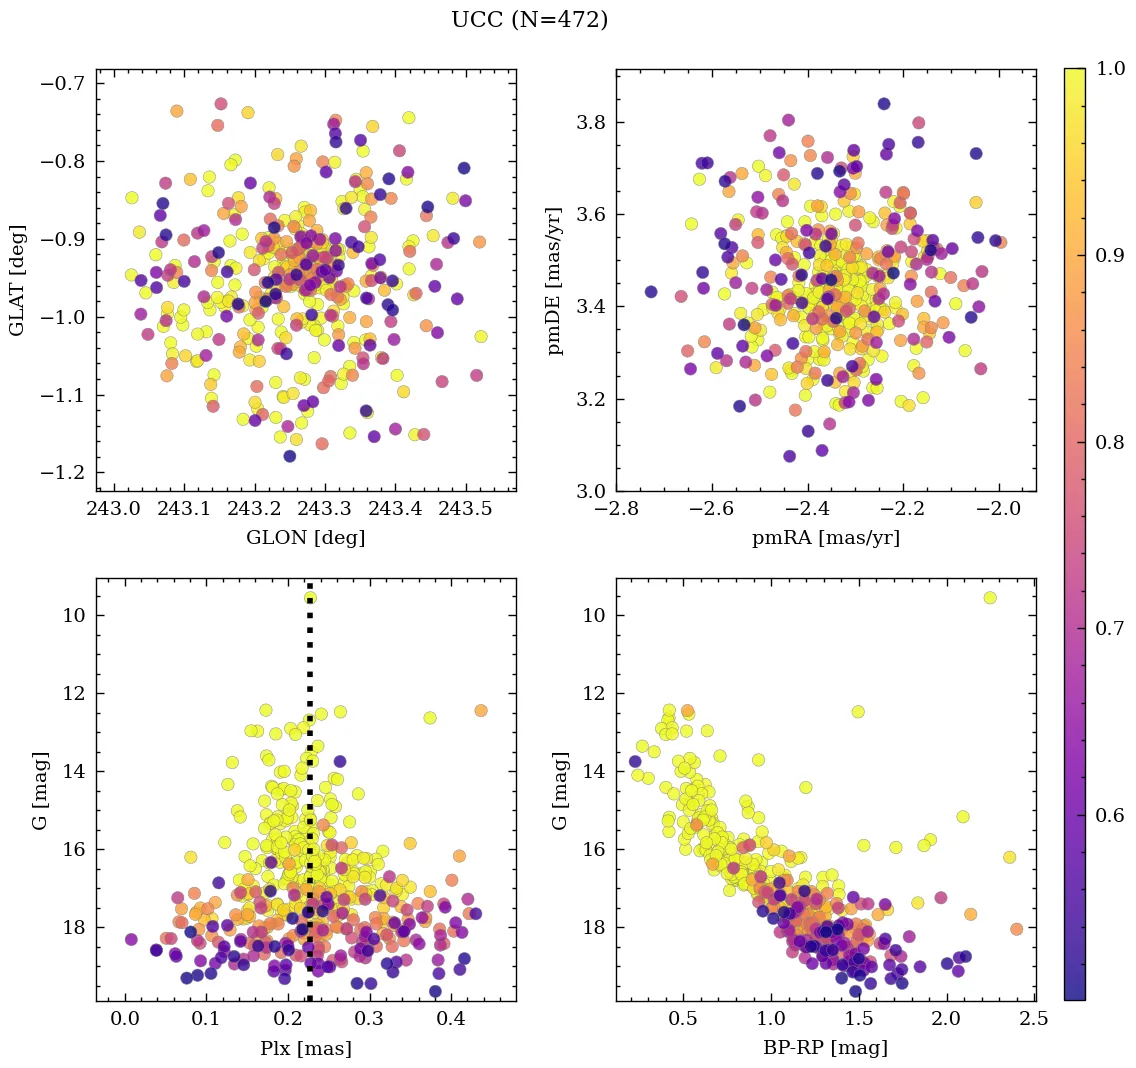 UCC (N=472)
−0.7
−0.8
−0.9
−1.0
−1.1
−1.2
GLAT [deg]
243.0 243.1 243.2 243.3 243.4 243.5
GLON [deg]
3.8
3.6
3.4
3.2
3.0
pmDE [mas/yr]
−2.8 −2.6 −2.4 −2.2 −2.0
pmRA [mas/yr]
1.0
0.9
0.8
0.7
0.6
10
12
14
16
18
G [mag]
0.0 0.1 0.2 0.3 0.4
Plx [mas]
10
12
14
16
18
G [mag]
0.5 1.0 1.5 2.0 2.5
BP-RP [mag]